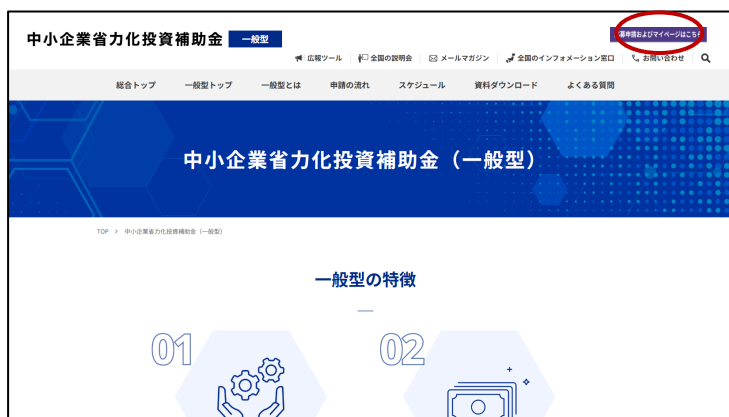 中小企業省力化投資補助金 一般型
募申請およびマイページはこちら
広報ツール 全国の説明会 メールマガジン 全国のインフォメーション窓口 お問い合わせ
総合トップ 一般型トップ 一般型とは 申請の流れ スケジュール 資料ダウンロード よくある質問
中小企業省力化投資補助金（一般型）
TOP > 中小企業省力化投資補助金（一般型）
一般型の特徴
01 02